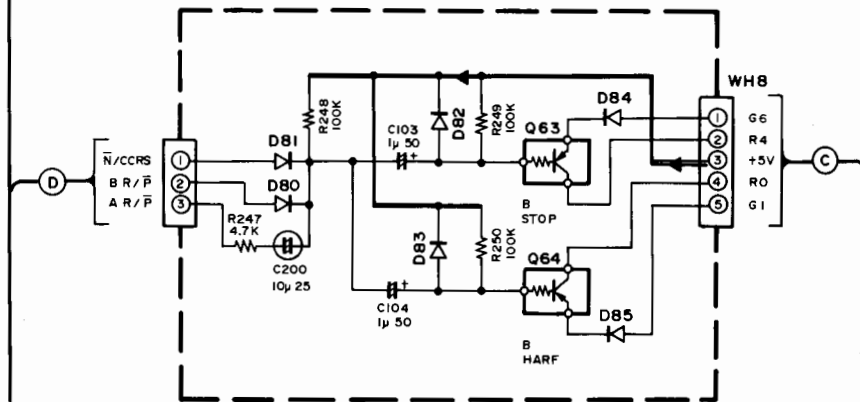 D
N̅/CCRS
B R/P̅
A R/P̅
1
2
3
D81
D80
R247
4.7K
C200
10μ 25
R248
100K
C103
1μ 50
+
D82
R249
100K
Q63
D84
B
STOP
D83
R250
100K
C104
1μ 50
+
Q64
D85
B
HARF
WH8
1 G6
2 R4
3 +5V
4 R0
5 G1
C